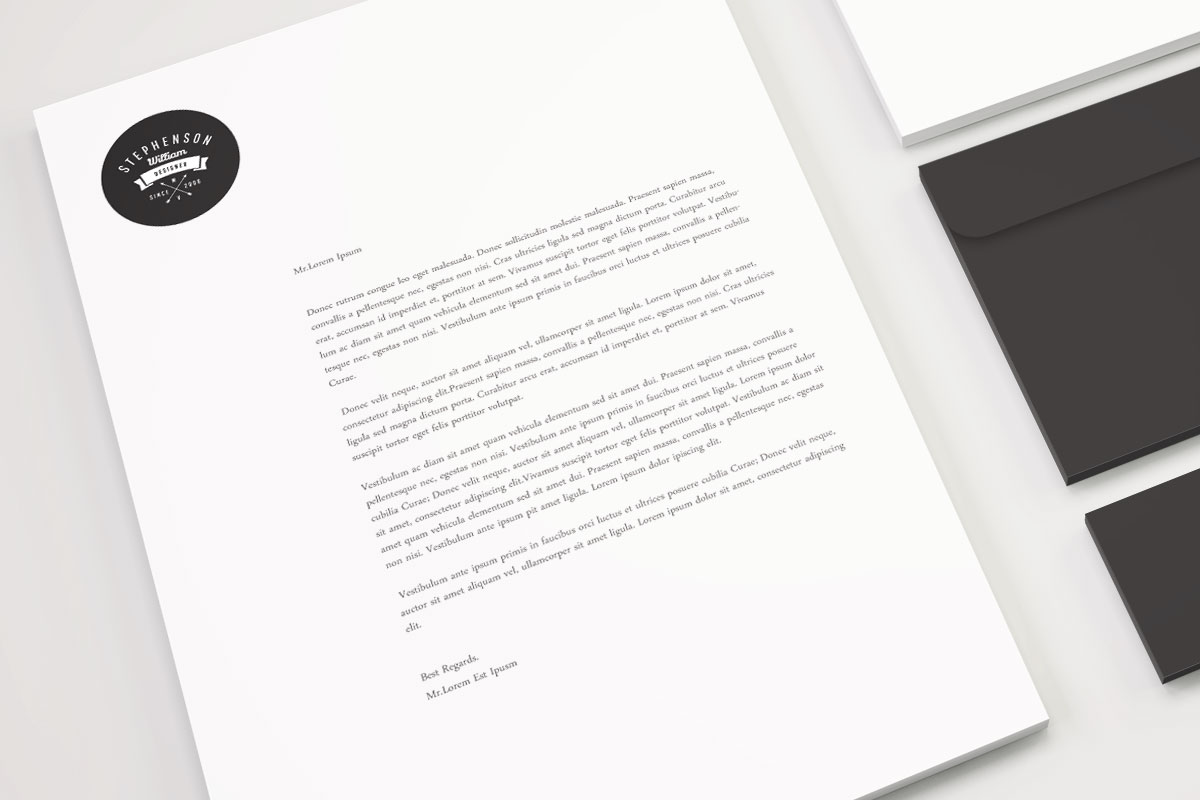 STEPHENSON
William
DESIGNER
W
SINCE 2006
V
Mr.Lorem Ipsum
Donec rutrum congue leo eget malesuada. Donec sollicitudin molestie malesuada. Praesent sapien massa,
convallis a pellentesque nec, egestas non nisi. Cras ultricies ligula sed magna dictum porta. Curabitur arcu
erat, accumsan id imperdiet et, porttitor at sem. Vivamus suscipit tortor eget felis porttitor volutpat. Vestibu-
lum ac diam sit amet quam vehicula elementum sed sit amet dui. Praesent sapien massa, convallis a pellen-
tesque nec, egestas non nisi. Vestibulum ante ipsum primis in faucibus orci luctus et ultrices posuere cubilia
Curae.
Donec velit neque, auctor sit amet aliquam vel, ullamcorper sit amet ligula. Lorem ipsum dolor sit amet,
consectetur adipiscing elit.Praesent sapien massa, convallis a pellentesque nec, egestas non nisi. Cras ultricies
ligula sed magna dictum porta. Curabitur arcu erat, accumsan id imperdiet et, porttitor at sem. Vivamus
suscipit tortor eget felis porttitor volutpat.
Vestibulum ac diam sit amet quam vehicula elementum sed sit amet dui. Praesent sapien massa, convallis a
pellentesque nec, egestas non nisi. Vestibulum ante ipsum primis in faucibus orci luctus et ultrices posuere
cubilia Curae; Donec velit neque, auctor sit amet aliquam vel, ullamcorper sit amet ligula. Lorem ipsum dolor
sit amet, consectetur adipiscing elit.Vivamus suscipit tortor eget felis porttitor volutpat. Vestibulum ac diam sit
amet quam vehicula elementum sed sit amet dui. Praesent sapien massa, convallis a pellentesque nec, egestas
non nisi. Vestibulum ante ipsum pit amet ligula. Lorem ipsum dolor ipiscing elit.
Vestibulum ante ipsum primis in faucibus orci luctus et ultrices posuere cubilia Curae; Donec velit neque,
auctor sit amet aliquam vel, ullamcorper sit amet ligula. Lorem ipsum dolor sit amet, consectetur adipiscing
elit.
Best Regards.
Mr.Lorem Est Ipusm